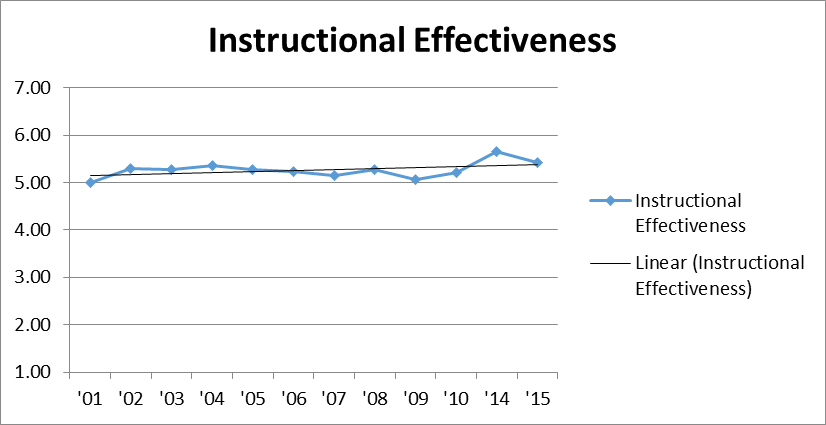 Instructional Effectiveness
7.00
6.00
5.00
4.00
3.00
2.00
1.00
'01 '02 '03 '04 '05 '06 '07 '08 '09 '10 '14 '15
Instructional
Effectiveness
Linear (Instructional
Effectiveness)